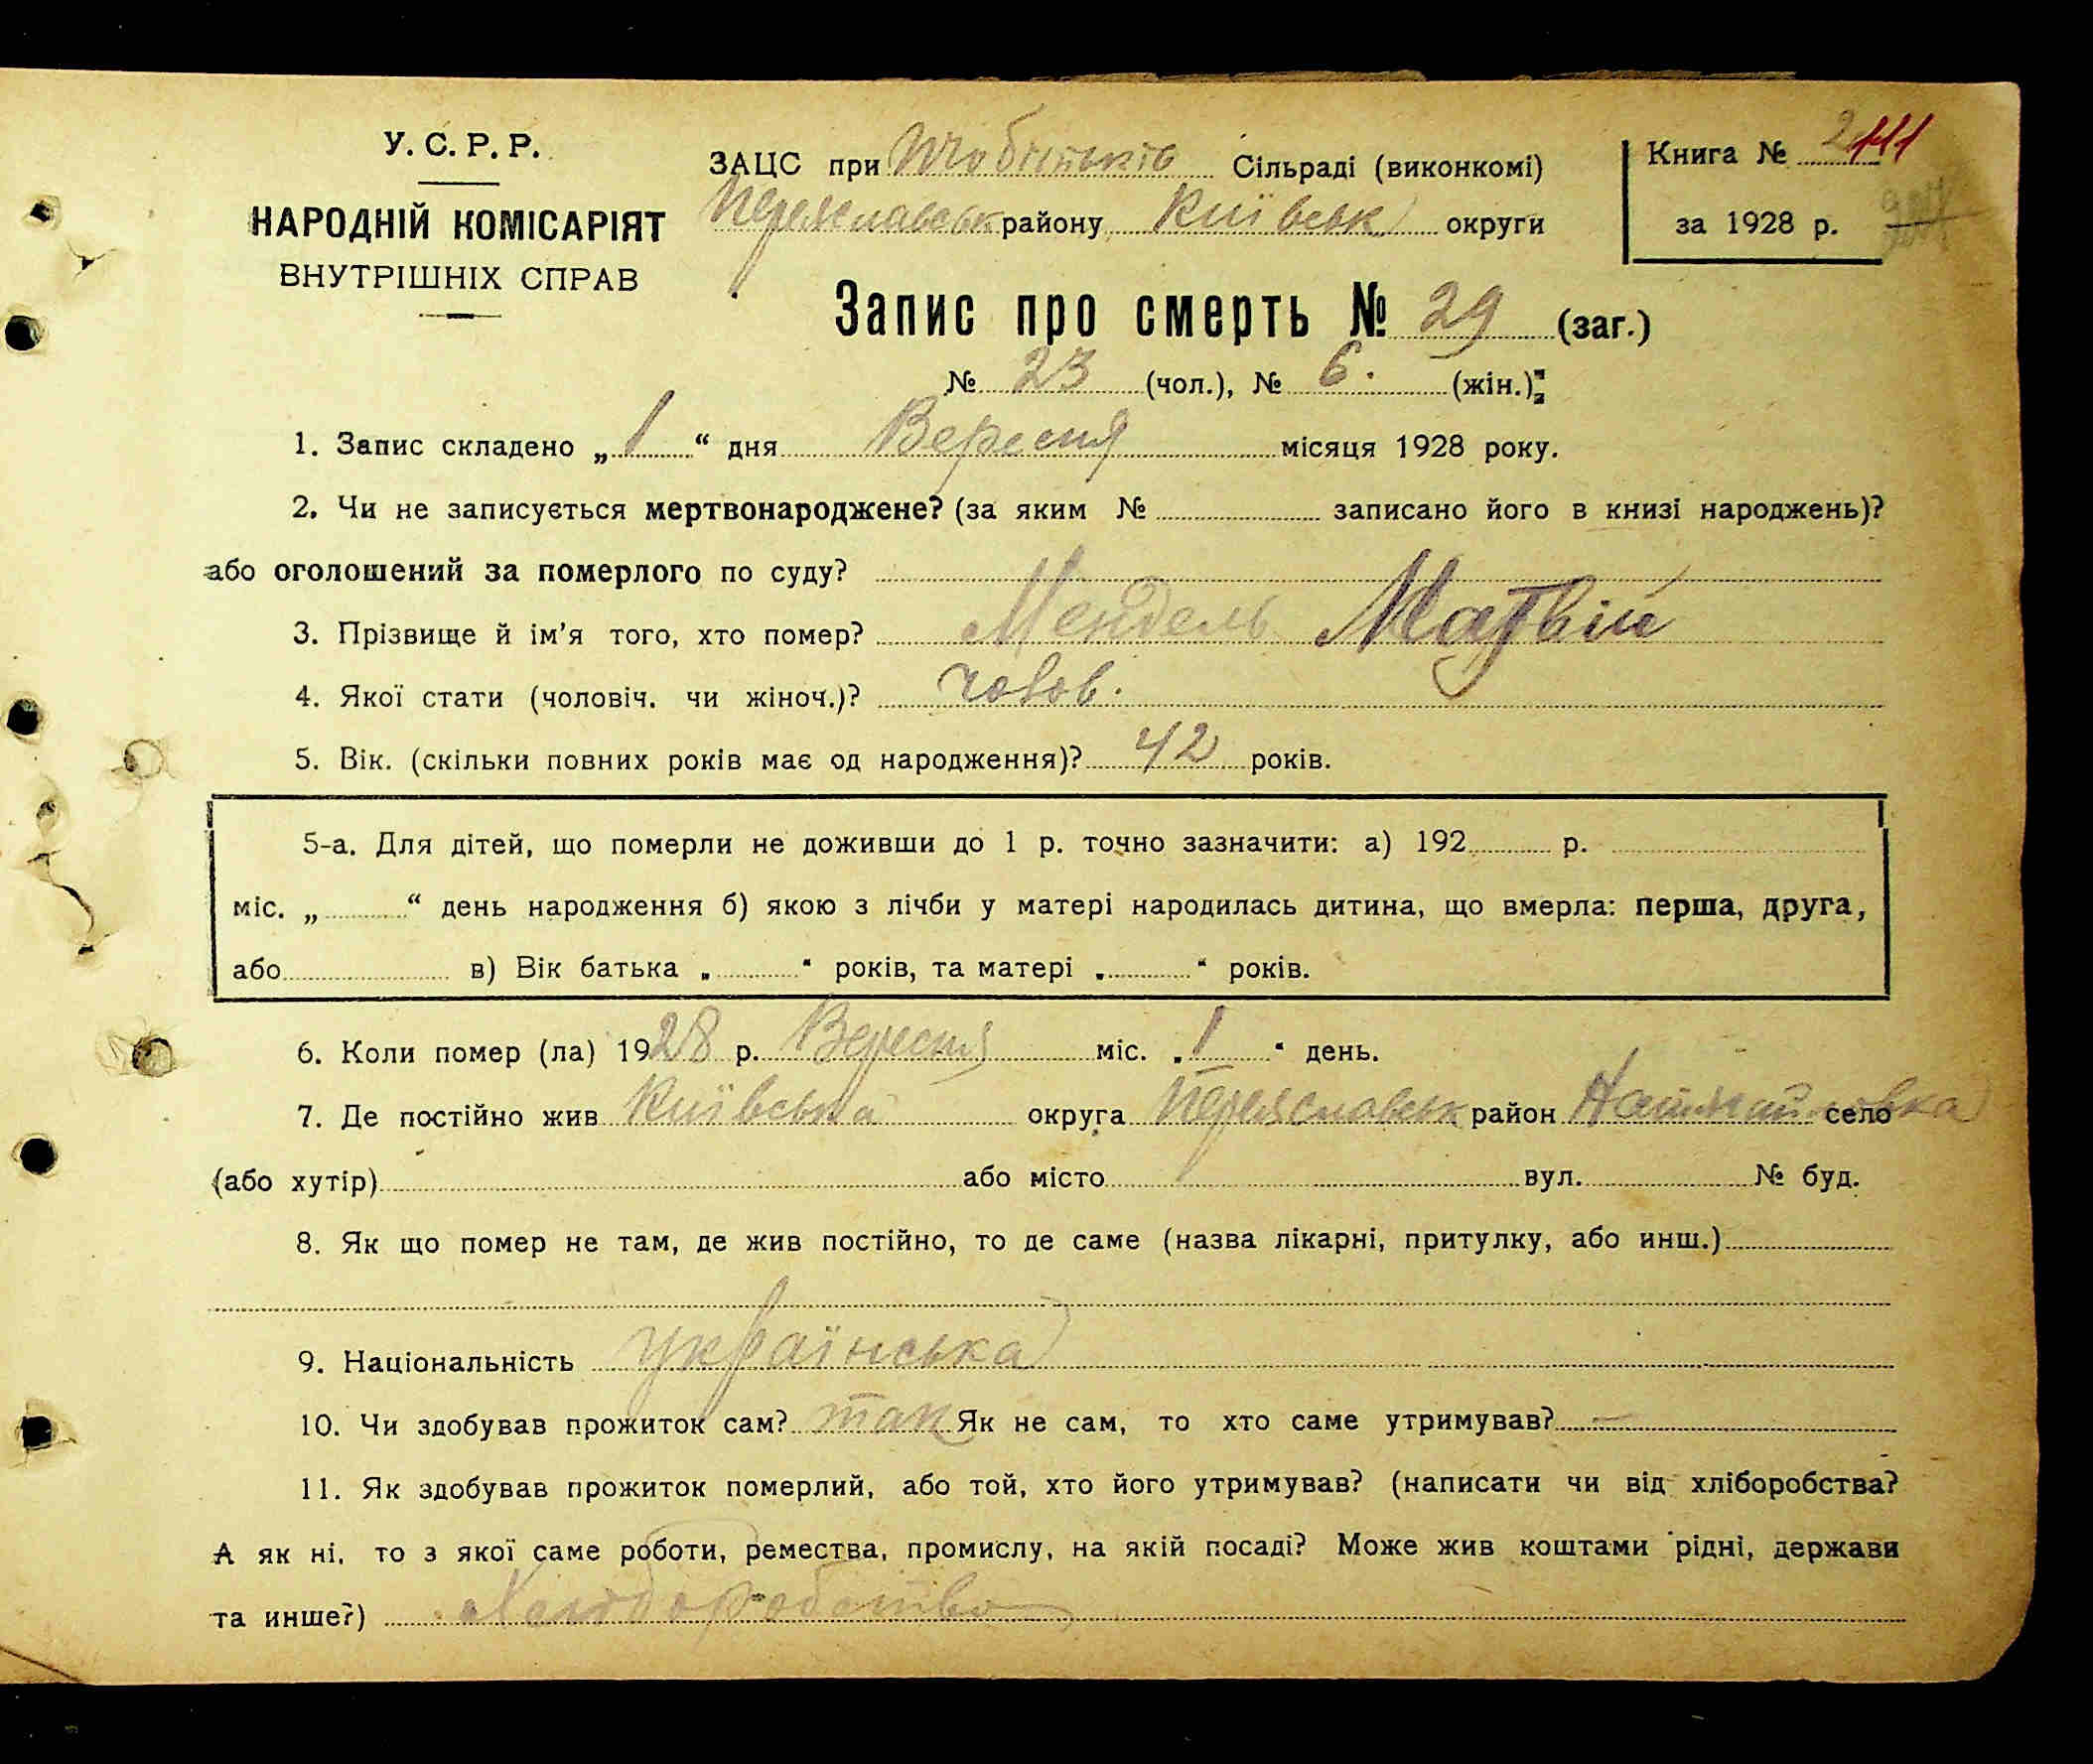 У. С. Р. Р.
НАРОДНІЙ КОМІСАРІЯТ
ВНУТРІШНІХ СПРАВ
ЗАЦС при Сільраді (виконкомі)
Переяславськ району Київськ округи
Книга № 2
за 1928 р.
Запис про смерть № 29 (заг.)
№ 23 (чол.), № 6. (жін.);
1. Запис складено „ 1 “ дня Вересня місяця 1928 року.
2. Чи не записується мертвонароджене? (за яким № записано його в книзі народжень)?
або оголошений за померлого по суду?
3. Прізвище й ім'я того, хто помер? Мендель Матвій
4. Якої стати (чоловіч. чи жіноч.)? чолов.
5. Вік. (скільки повних років має од народження)? 42 років.
5-а. Для дітей, що померли не доживши до 1 р. точно зазначити: а) 192 р.
міс. „ “ день народження б) якою з лічби у матері народилась дитина, що вмерла: перша, друга,
або в) Вік батька „ “ років, та матері „ “ років.
6. Коли помер (ла) 1928 р. Вересня міс. „ 1 “ день.
7. Де постійно жив Київська округа Переяславськ район село
(або хутір) або місто вул. № буд.
8. Як що помер не там, де жив постійно, то де саме (назва лікарні, притулку, або инш.)
9. Національність українська
10. Чи здобував прожиток сам? так Як не сам, то хто саме утримував? —
11. Як здобував прожиток померлий, або той, хто його утримував? (написати чи від хліборобства?
А як ні, то з якої саме роботи, ремества, промислу, на якій посаді? Може жив коштами рідні, держави
та инше?)